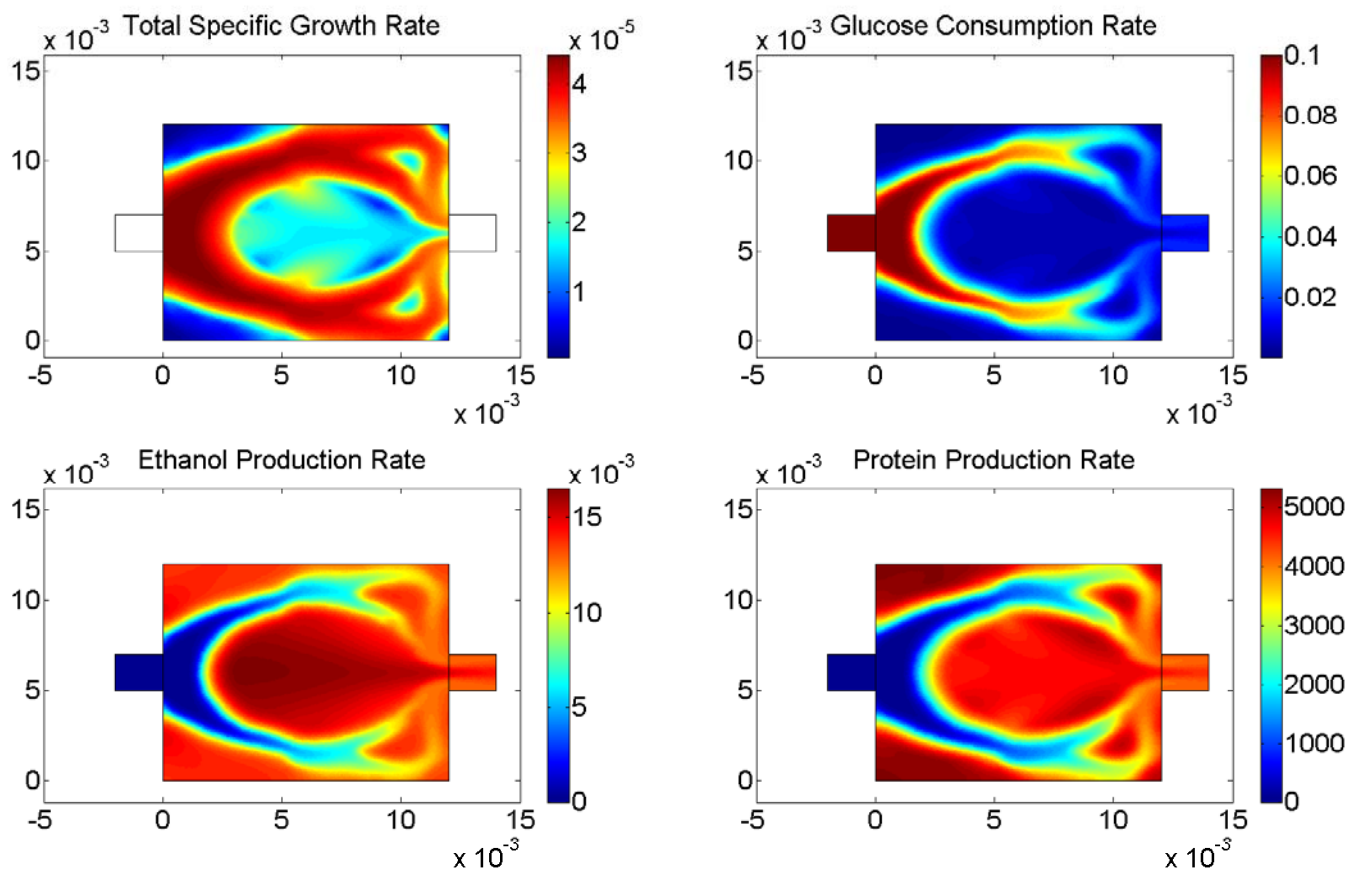 Total Specific Growth Rate
x 10^-3
x 10^-5
15
10
5
0
-5 0 5 10 15
x 10^-3
4
3
2
1
Glucose Consumption Rate
x 10^-3
15
10
5
0
-5 0 5 10 15
x 10^-3
0.1
0.08
0.06
0.04
0.02
Ethanol Production Rate
x 10^-3
x 10^-3
15
10
5
0
-5 0 5 10 15
x 10^-3
15
10
5
0
Protein Production Rate
x 10^-3
15
10
5
0
-5 0 5 10 15
x 10^-3
5000
4000
3000
2000
1000
0